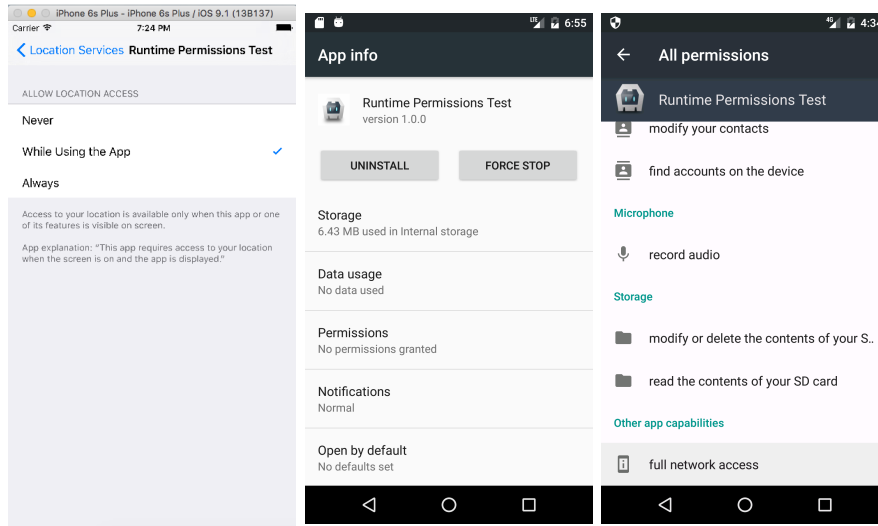 iPhone 6s Plus - iPhone 6s Plus / iOS 9.1 (13B137)
Carrier 7:24 PM
Location Services Runtime Permissions Test
ALLOW LOCATION ACCESS
Never
While Using the App
Always
Access to your location is available only when this app or one
of its features is visible on screen.
App explanation: “This app requires access to your location
when the screen is on and the app is displayed.”
LTE 6:55
App info
Runtime Permissions Test
version 1.0.0
UNINSTALL FORCE STOP
Storage
6.43 MB used in Internal storage
Data usage
No data used
Permissions
No permissions granted
Notifications
Normal
Open by default
No defaults set
4G 4:34
All permissions
Runtime Permissions Test
modify your contacts
find accounts on the device
Microphone
record audio
Storage
modify or delete the contents of your S..
read the contents of your SD card
Other app capabilities
full network access